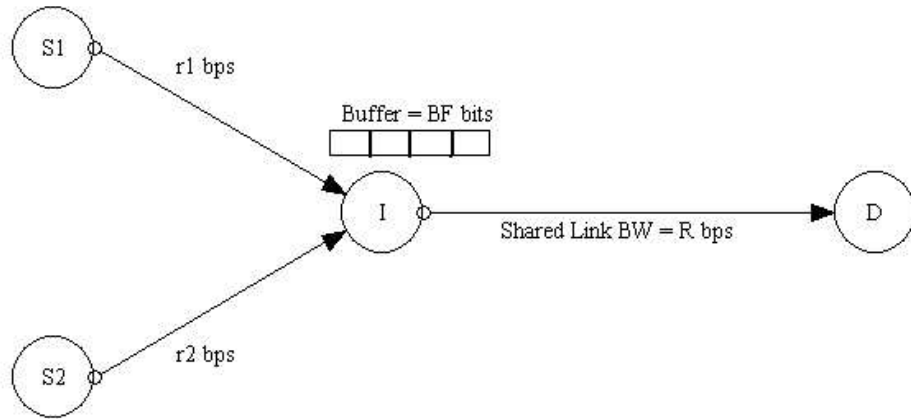 S1
r1 bps
Buffer = BF bits
I
D
Shared Link BW = R bps
r2 bps
S2